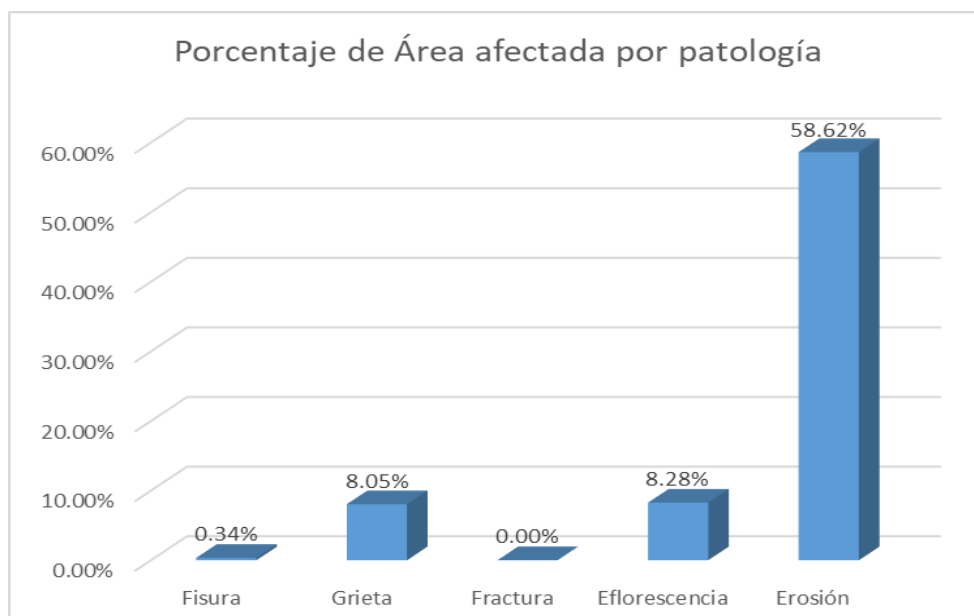 Porcentaje de Área afectada por patología
58.62%
60.00%
50.00%
40.00%
30.00%
20.00%
10.00%
0.00%
0.34%
8.05%
0.00%
8.28%
Fisura
Grieta
Fractura
Eflorescencia
Erosión